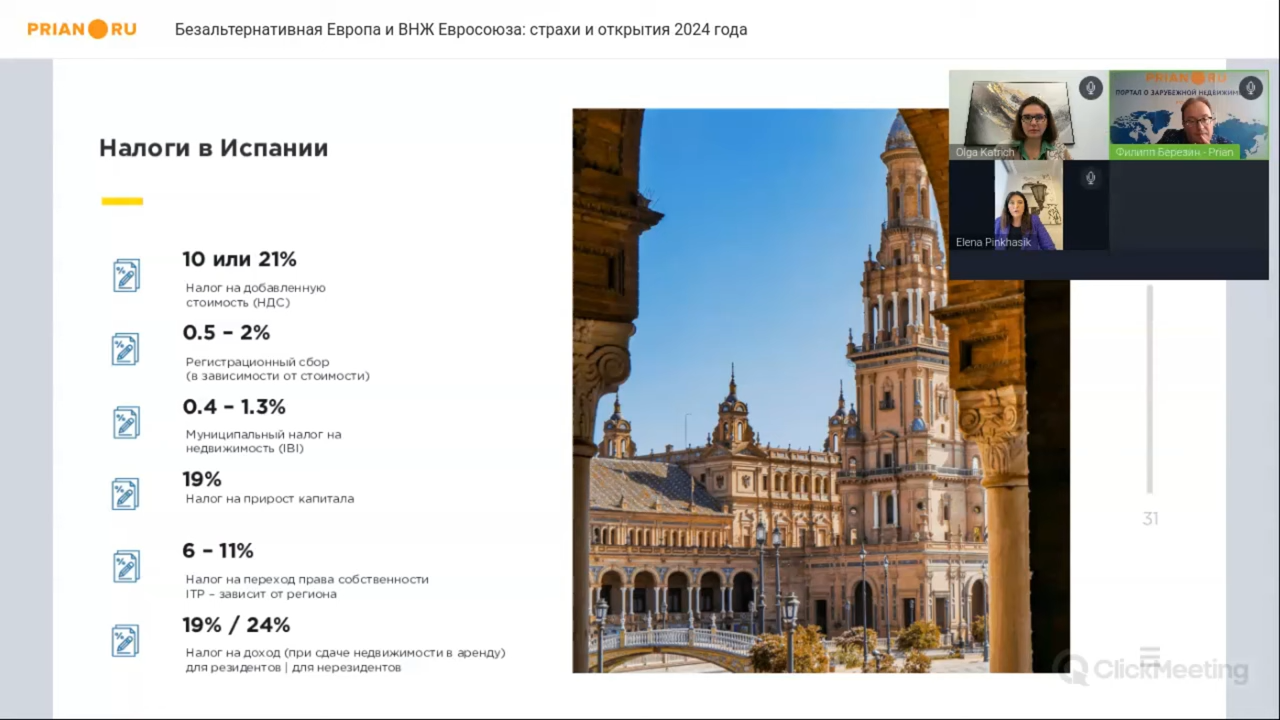 PRIAN RU
Безальтернативная Европа и ВНЖ Евросоюза: страхи и открытия 2024 года
PRIAN RU
ПОРТАЛ О ЗАРУБЕЖНОЙ
Olga Katrich
Филипп Березин - Prian
Elena Pinkhasik
Налоги в Испании
10 или 21%
Налог на добавленную
стоимость (НДС)
0.5 – 2%
Регистрационный сбор
(в зависимости от стоимости)
0.4 – 1.3%
Муниципальный налог на
недвижимость (IBI)
19%
Налог на прирост капитала
6 – 11%
Налог на переход права собственности
ITP – зависит от региона
19% / 24%
Налог на доход (при сдаче недвижимости в аренду)
для резидентов | для нерезидентов
31
ClickMeeting